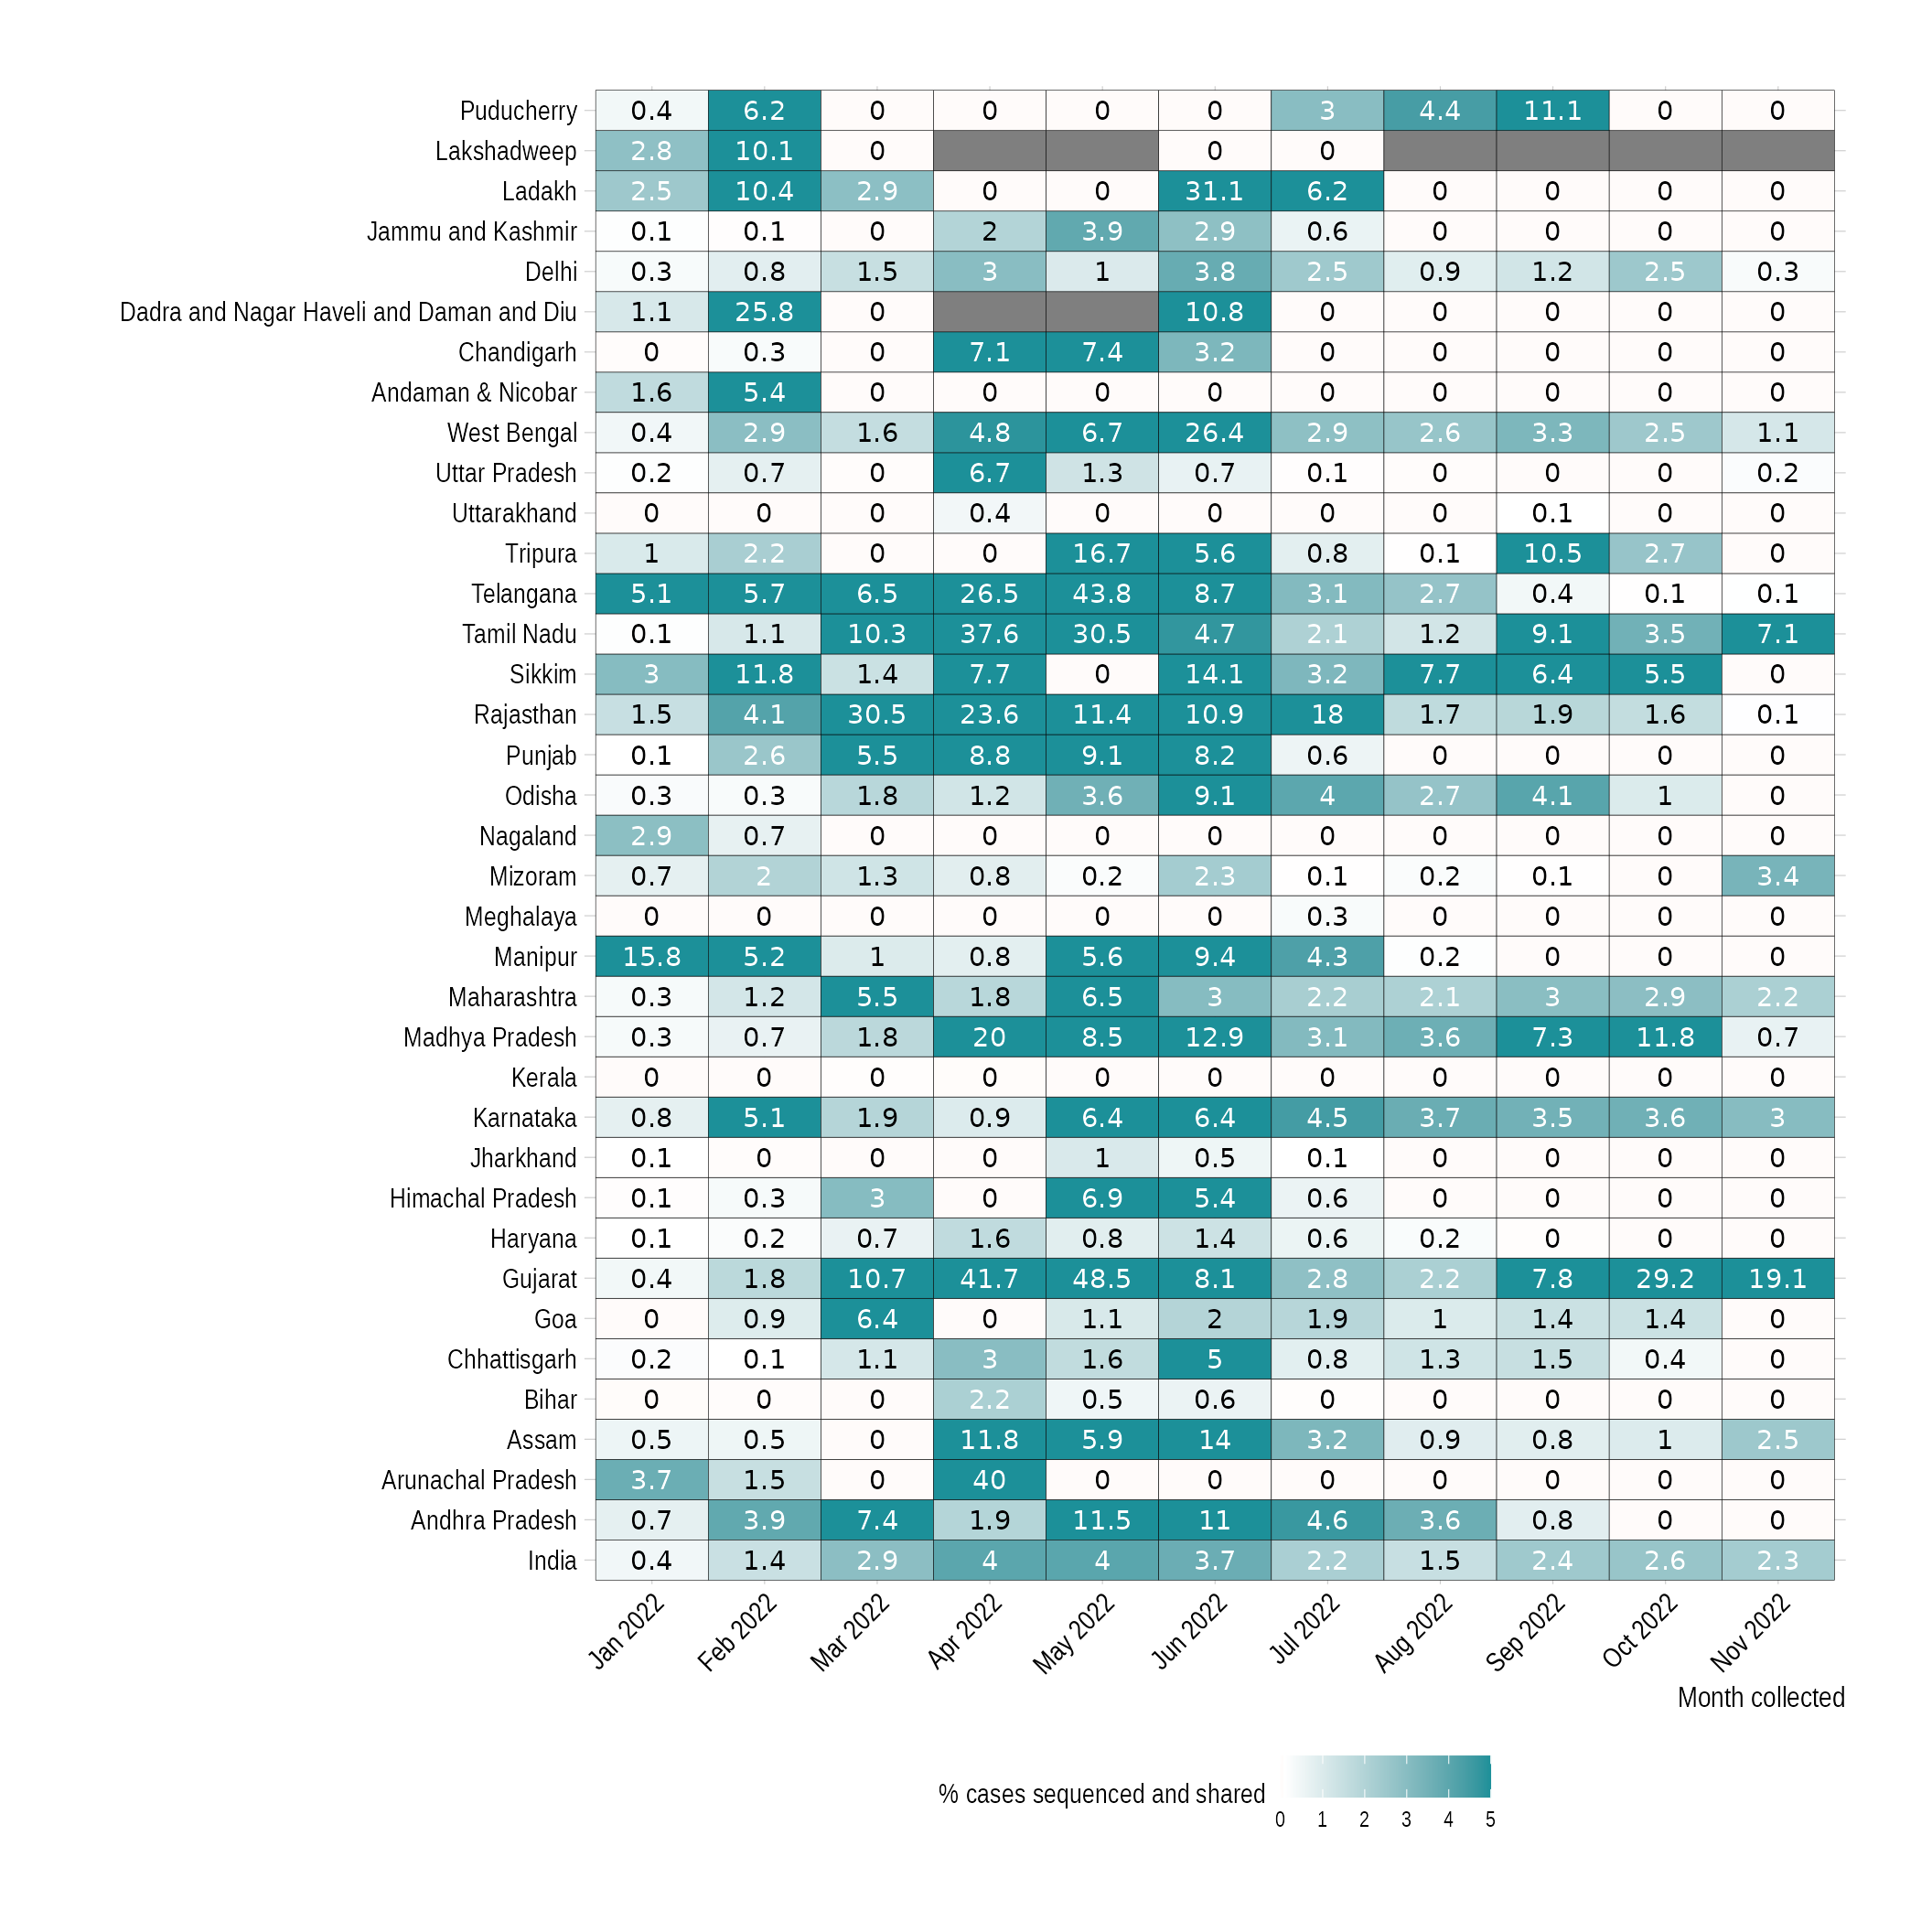 Puducherry 0.4 6.2 0 0 0 0 3 4.4 11.1 0 0
Lakshadweep 2.8 10.1 0 0 0
Ladakh 2.5 10.4 2.9 0 0 31.1 6.2 0 0 0 0
Jammu and Kashmir 0.1 0.1 0 2 3.9 2.9 0.6 0 0 0 0
Delhi 0.3 0.8 1.5 3 1 3.8 2.5 0.9 1.2 2.5 0.3
Dadra and Nagar Haveli and Daman and Diu 1.1 25.8 0 10.8 0 0 0 0 0
Chandigarh 0 0.3 0 7.1 7.4 3.2 0 0 0 0 0
Andaman & Nicobar 1.6 5.4 0 0 0 0 0 0 0 0 0
West Bengal 0.4 2.9 1.6 4.8 6.7 26.4 2.9 2.6 3.3 2.5 1.1
Uttar Pradesh 0.2 0.7 0 6.7 1.3 0.7 0.1 0 0 0 0.2
Uttarakhand 0 0 0 0.4 0 0 0 0 0.1 0 0
Tripura 1 2.2 0 0 16.7 5.6 0.8 0.1 10.5 2.7 0
Telangana 5.1 5.7 6.5 26.5 43.8 8.7 3.1 2.7 0.4 0.1 0.1
Tamil Nadu 0.1 1.1 10.3 37.6 30.5 4.7 2.1 1.2 9.1 3.5 7.1
Sikkim 3 11.8 1.4 7.7 0 14.1 3.2 7.7 6.4 5.5 0
Rajasthan 1.5 4.1 30.5 23.6 11.4 10.9 18 1.7 1.9 1.6 0.1
Punjab 0.1 2.6 5.5 8.8 9.1 8.2 0.6 0 0 0 0
Odisha 0.3 0.3 1.8 1.2 3.6 9.1 4 2.7 4.1 1 0
Nagaland 2.9 0.7 0 0 0 0 0 0 0 0 0
Mizoram 0.7 2 1.3 0.8 0.2 2.3 0.1 0.2 0.1 0 3.4
Meghalaya 0 0 0 0 0 0 0.3 0 0 0 0
Manipur 15.8 5.2 1 0.8 5.6 9.4 4.3 0.2 0 0 0
Maharashtra 0.3 1.2 5.5 1.8 6.5 3 2.2 2.1 3 2.9 2.2
Madhya Pradesh 0.3 0.7 1.8 20 8.5 12.9 3.1 3.6 7.3 11.8 0.7
Kerala 0 0 0 0 0 0 0 0 0 0 0
Karnataka 0.8 5.1 1.9 0.9 6.4 6.4 4.5 3.7 3.5 3.6 3
Jharkhand 0.1 0 0 0 1 0.5 0.1 0 0 0 0
Himachal Pradesh 0.1 0.3 3 0 6.9 5.4 0.6 0 0 0 0
Haryana 0.1 0.2 0.7 1.6 0.8 1.4 0.6 0.2 0 0 0
Gujarat 0.4 1.8 10.7 41.7 48.5 8.1 2.8 2.2 7.8 29.2 19.1
Goa 0 0.9 6.4 0 1.1 2 1.9 1 1.4 1.4 0
Chhattisgarh 0.2 0.1 1.1 3 1.6 5 0.8 1.3 1.5 0.4 0
Bihar 0 0 0 2.2 0.5 0.6 0 0 0 0 0
Assam 0.5 0.5 0 11.8 5.9 14 3.2 0.9 0.8 1 2.5
Arunachal Pradesh 3.7 1.5 0 40 0 0 0 0 0 0 0
Andhra Pradesh 0.7 3.9 7.4 1.9 11.5 11 4.6 3.6 0.8 0 0
India 0.4 1.4 2.9 4 4 3.7 2.2 1.5 2.4 2.6 2.3
Jan 2022 Feb 2022 Mar 2022 Apr 2022 May 2022 Jun 2022 Jul 2022 Aug 2022 Sep 2022 Oct 2022 Nov 2022
Month collected
% cases sequenced and shared
0 1 2 3 4 5